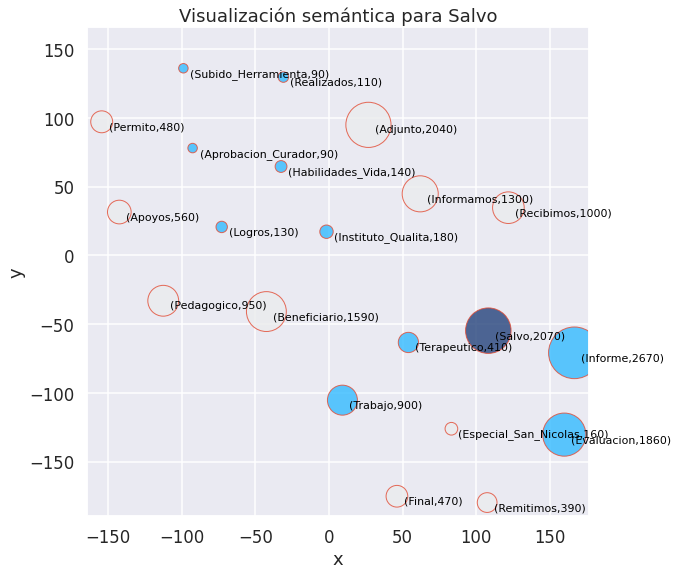 Visualización semántica para Salvo
150
(Subido_Herramienta,90)
(Realizados,110)
100
(Permito,480)
(Adjunto,2040)
(Aprobacion_Curador,90)
(Habilidades_Vida,140)
50
(Informamos,1300)
(Apoyos,560)
(Recibimos,1000)
(Logros,130)
(Instituto_Qualita,180)
0
y
(Pedagogico,950)
(Beneficiario,1590)
−50
(Salvo,2070)
(Terapeutico,410)
(Informe,2670)
−100
(Trabajo,900)
(Especial_San_Nicolas,160)
(Evaluacion,1860)
−150
(Final,470)
(Remitimos,390)
−150 −100 −50 0 50 100 150
x